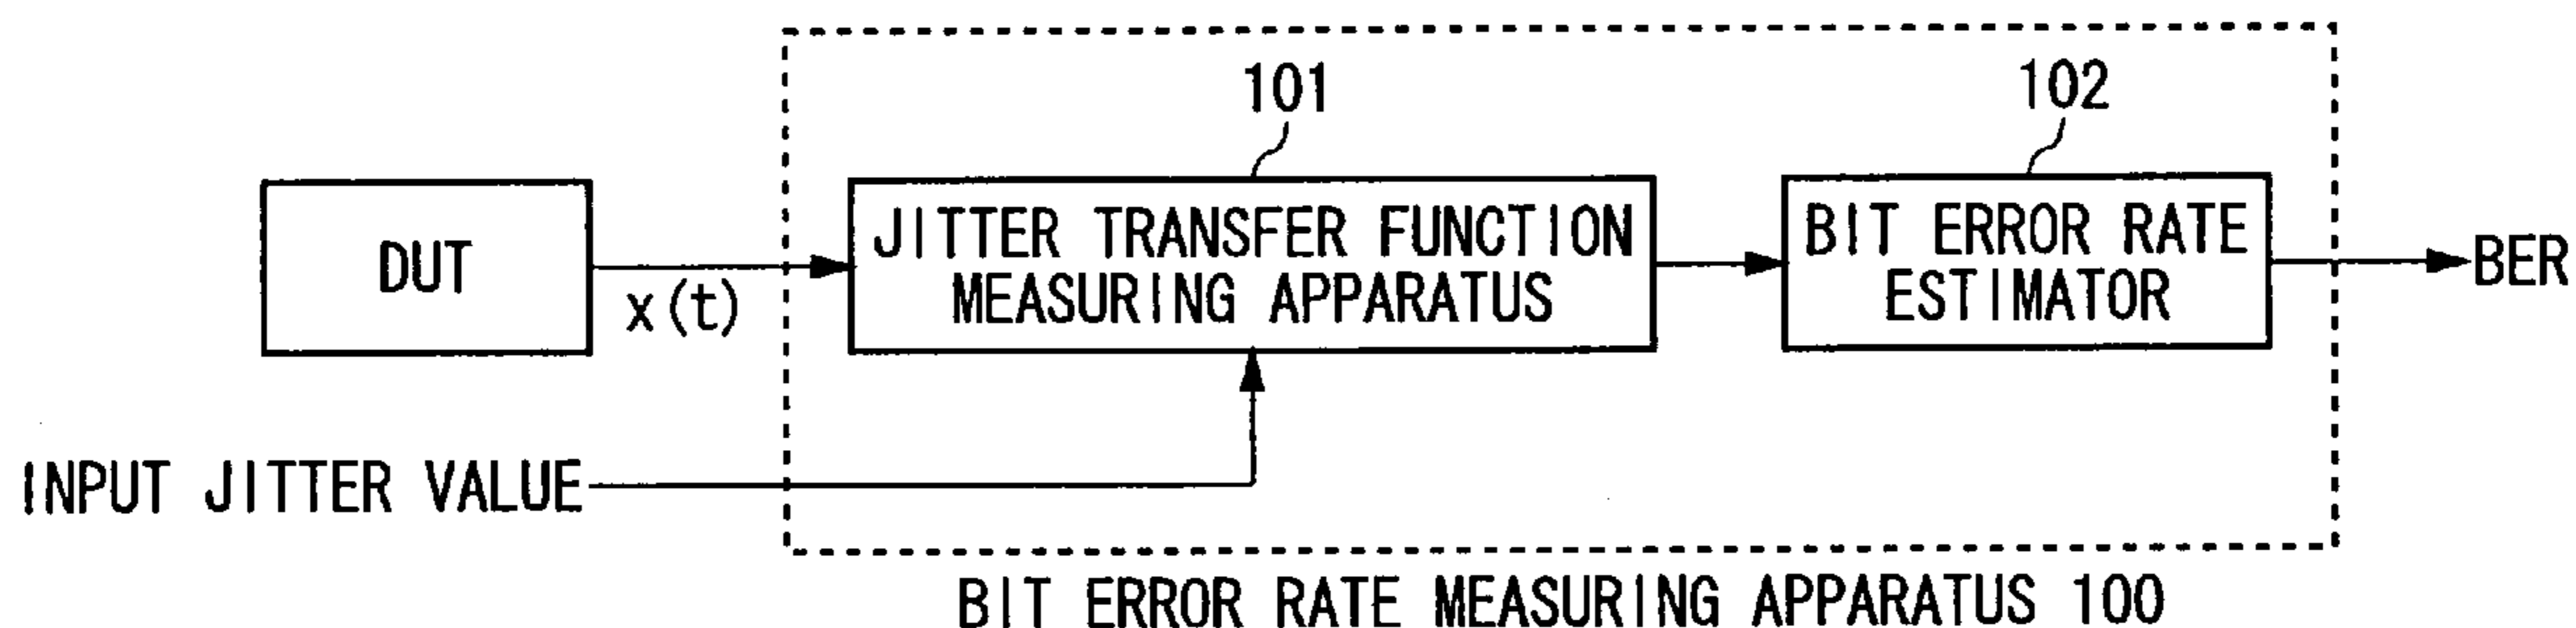 101
102
DUT
x(t)
JITTER TRANSFER FUNCTION
MEASURING APPARATUS
BIT ERROR RATE
ESTIMATOR
BER
INPUT JITTER VALUE
BIT ERROR RATE MEASURING APPARATUS 100